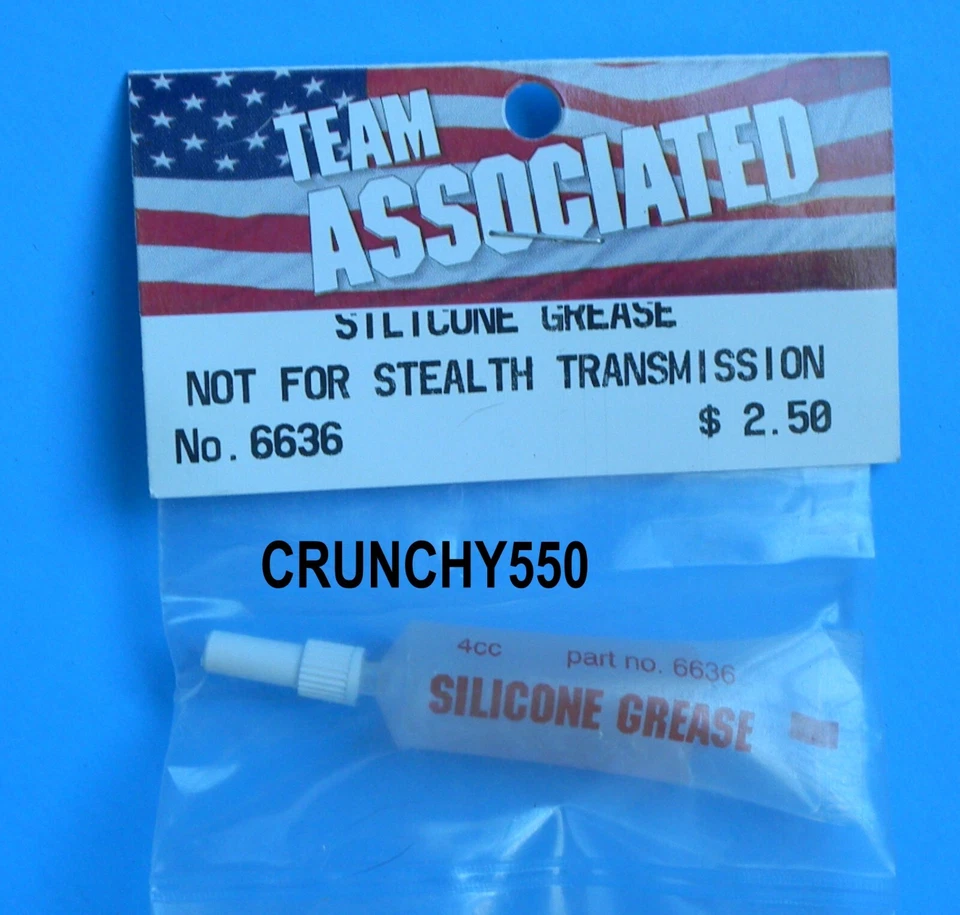 TEAM
ASSOCIATED
SILICONE GREASE
NOT FOR STEALTH TRANSMISSION
No. 6636 $ 2.50
CRUNCHY550
4cc part no. 6636
SILICONE GREASE